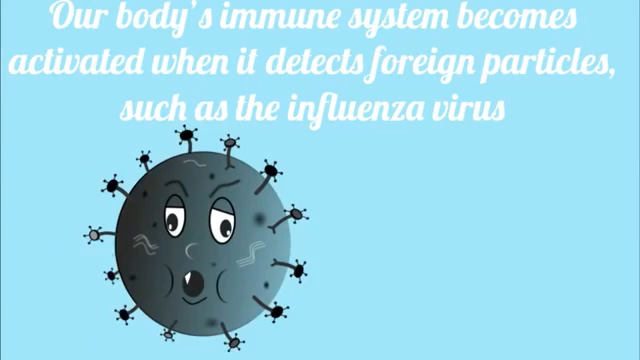 Our body's immune system becomes
activated when it detects foreign particles,
such as the influenza virus